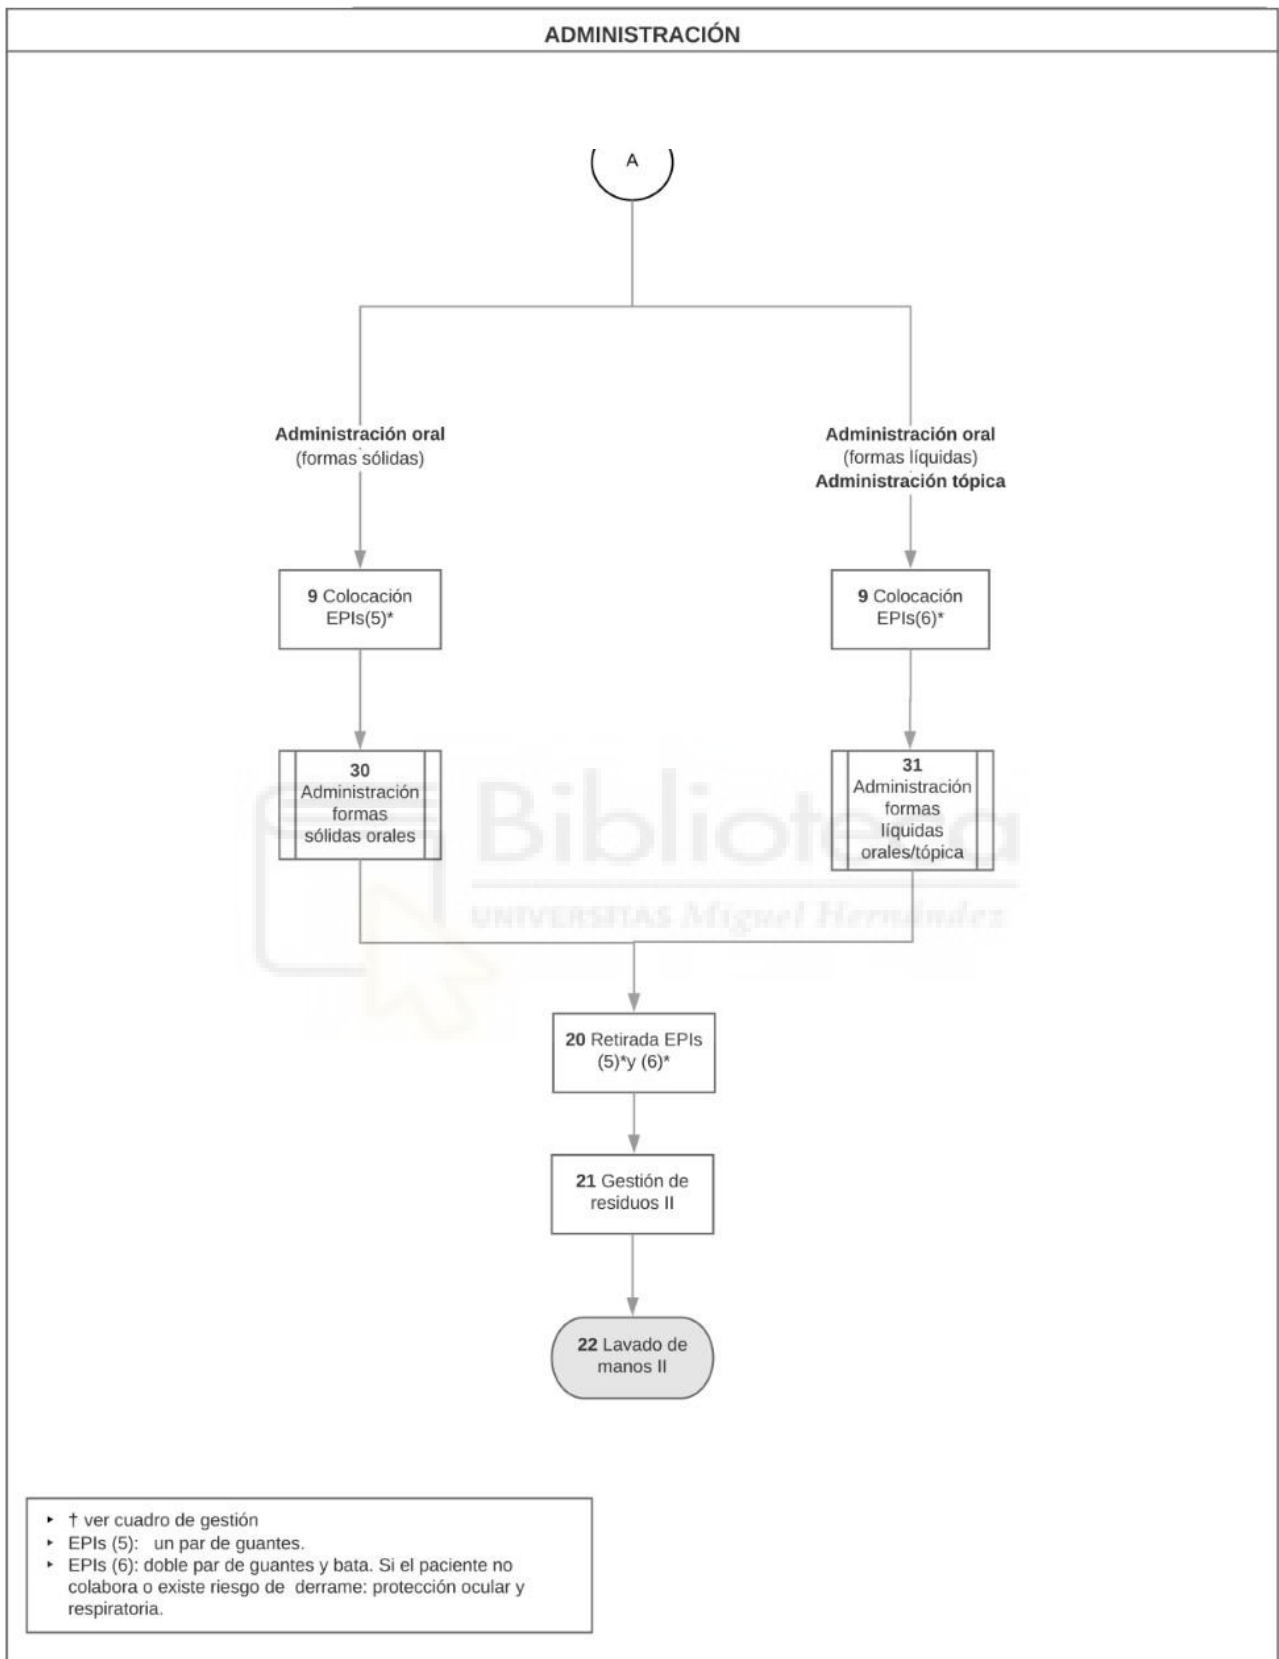 ADMINISTRACIÓN
A
Administración oral
(formas sólidas)
Administración oral
(formas líquidas)
Administración tópica
9 Colocación
EPIs(5)*
9 Colocación
EPIs(6)*
30
Administración
formas
sólidas orales
31
Administración
formas
líquidas
orales/tópica
Biblioteca
UNIVERSITAS Miguel Hernández
20 Retirada EPIs
(5)*y (6)*
21 Gestión de
residuos II
22 Lavado de
manos II
‣ † ver cuadro de gestión
‣ EPIs (5): un par de guantes.
‣ EPIs (6): doble par de guantes y bata. Si el paciente no
colabora o existe riesgo de derrame: protección ocular y
respiratoria.